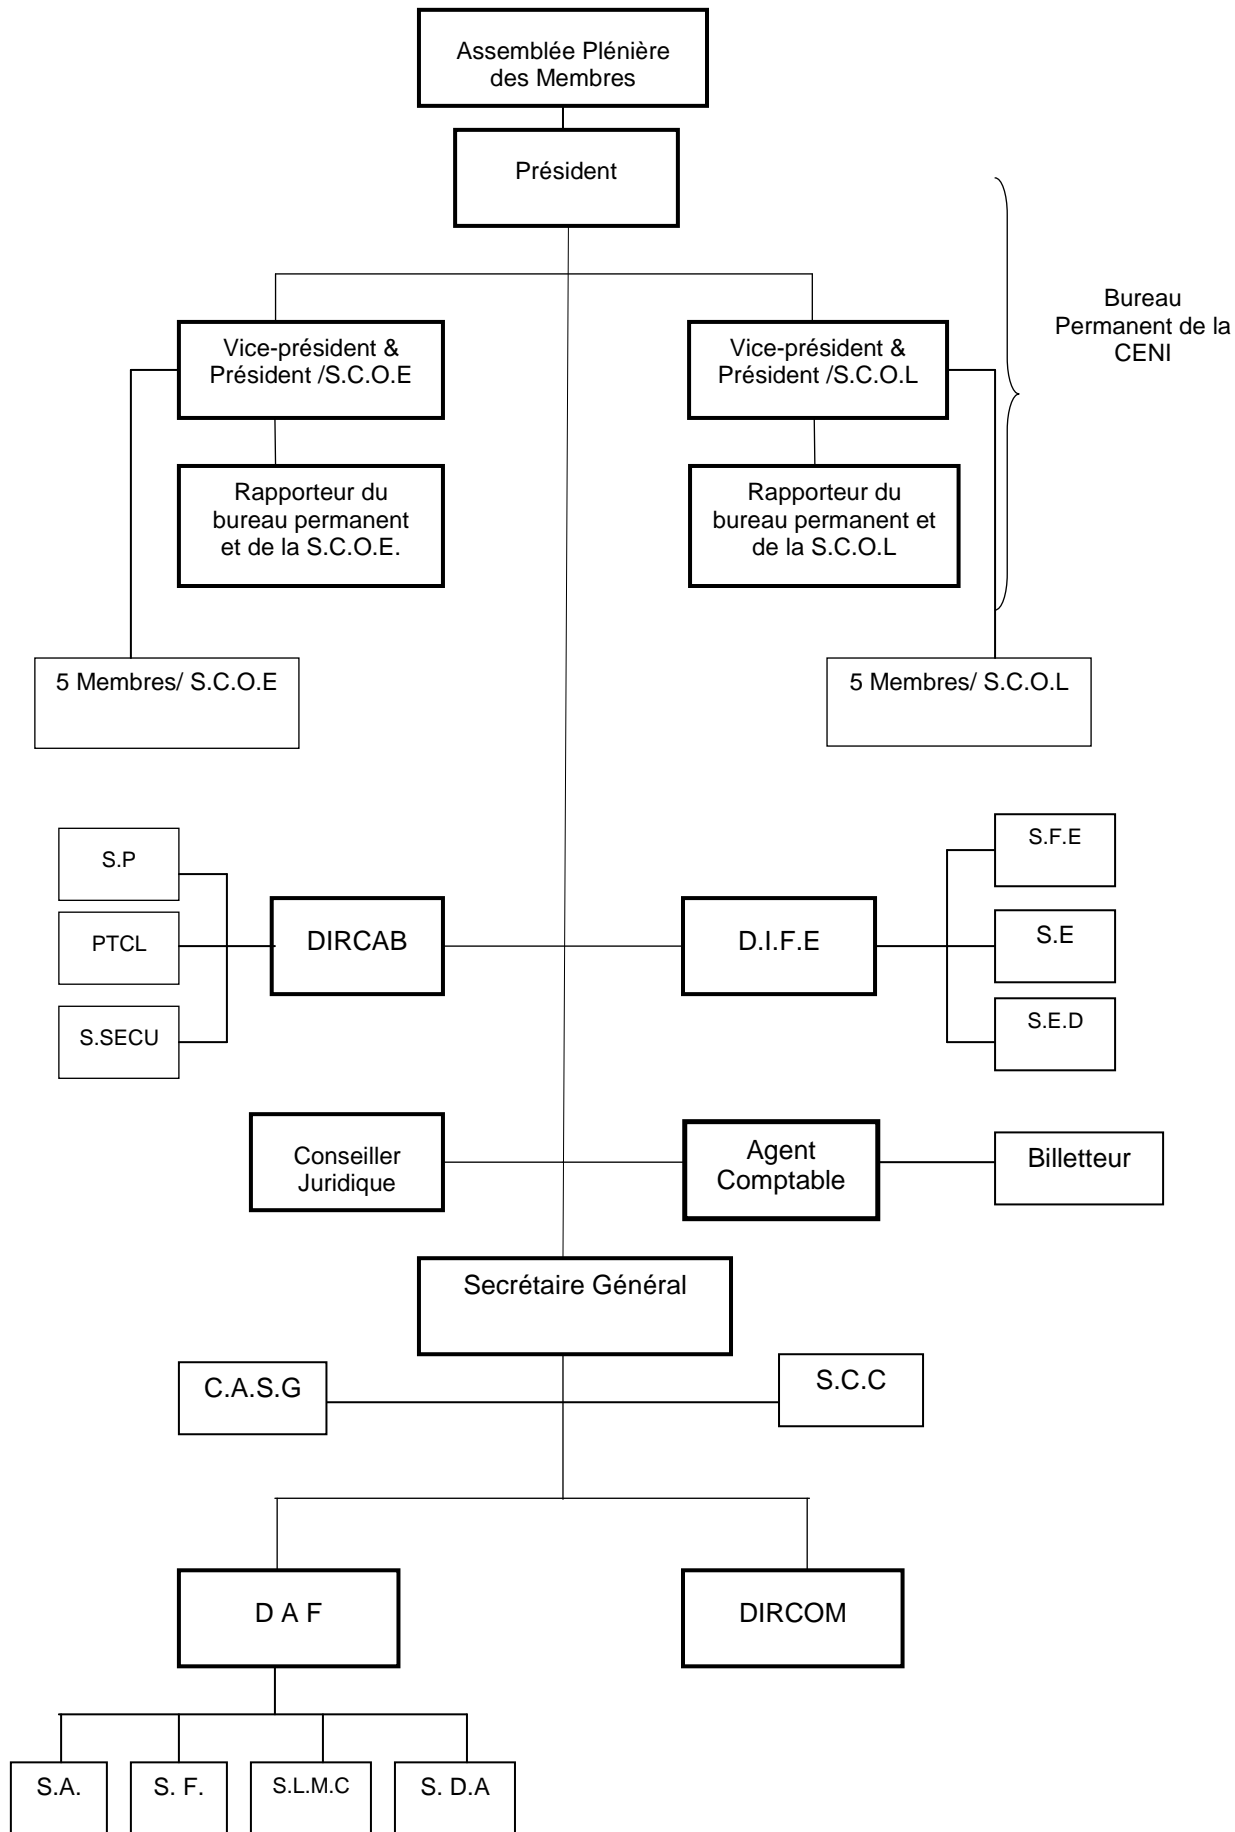 Assemblée Plénière
des Membres
Président
Bureau
Permanent de la
CENI
Vice-président &
Président /S.C.O.E
Vice-président &
Président /S.C.O.L
Rapporteur du
bureau permanent
et de la S.C.O.E.
Rapporteur du
bureau permanent et
de la S.C.O.L
5 Membres/ S.C.O.E
5 Membres/ S.C.O.L
S.P
PTCL
S.SECU
DIRCAB
D.I.F.E
S.F.E
S.E
S.E.D
Conseiller
Juridique
Agent
Comptable
Billetteur
Secrétaire Général
C.A.S.G
S.C.C
D A F
DIRCOM
S.A.
S. F.
S.L.M.C
S. D.A